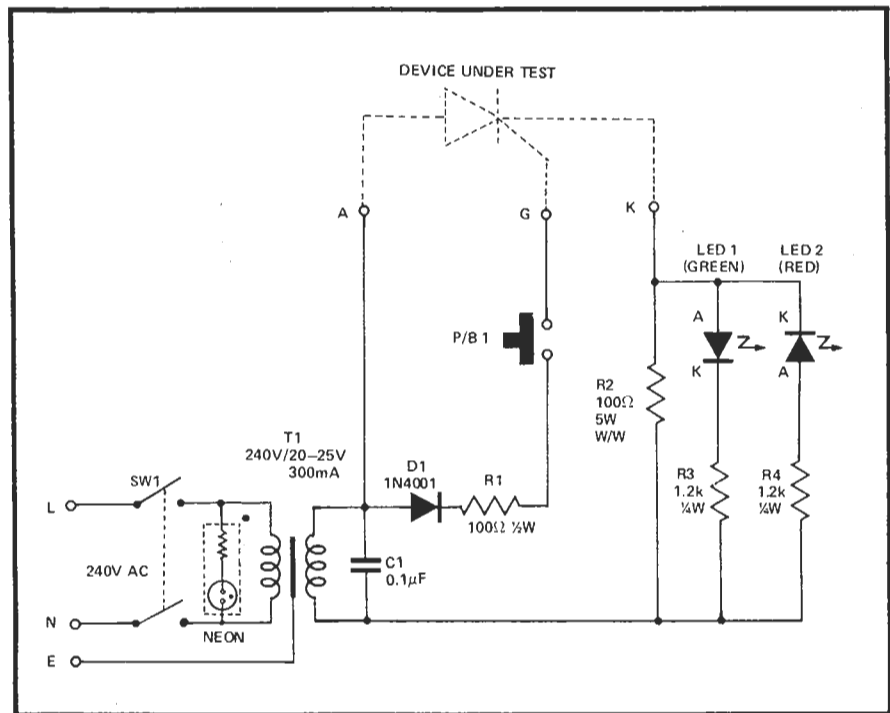 DEVICE UNDER TEST
A
G
K
LED 1
(GREEN)
LED 2
(RED)
A
K
K
A
P/B 1
R2
100Ω
5W
W/W
T1
240V/20–25V
300mA
D1
1N4001
R1
100Ω ½W
R3
1.2k
¼W
R4
1.2k
¼W
SW1
L
240V AC
C1
0.1μF
N
NEON
E